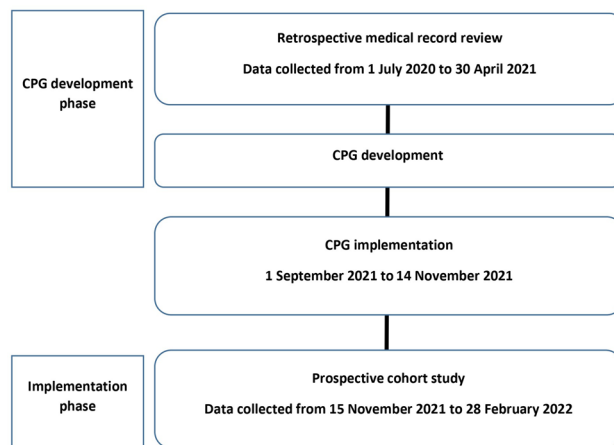 CPG development
phase
Retrospective medical record review
Data collected from 1 July 2020 to 30 April 2021
CPG development
CPG implementation
1 September 2021 to 14 November 2021
Implementation
phase
Prospective cohort study
Data collected from 15 November 2021 to 28 February 2022